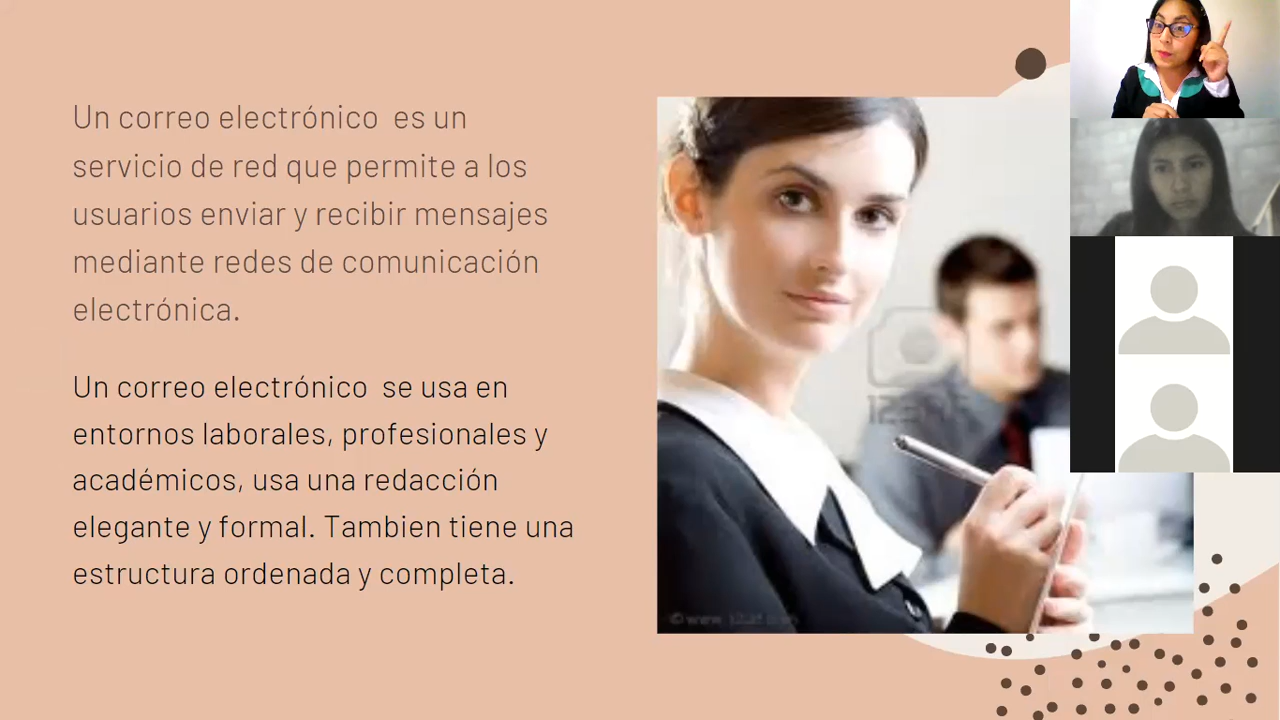 Un correo electrónico es un
servicio de red que permite a los
usuarios enviar y recibir mensajes
mediante redes de comunicación
electrónica.
Un correo electrónico se usa en
entornos laborales, profesionales y
académicos, usa una redacción
elegante y formal. Tambien tiene una
estructura ordenada y completa.